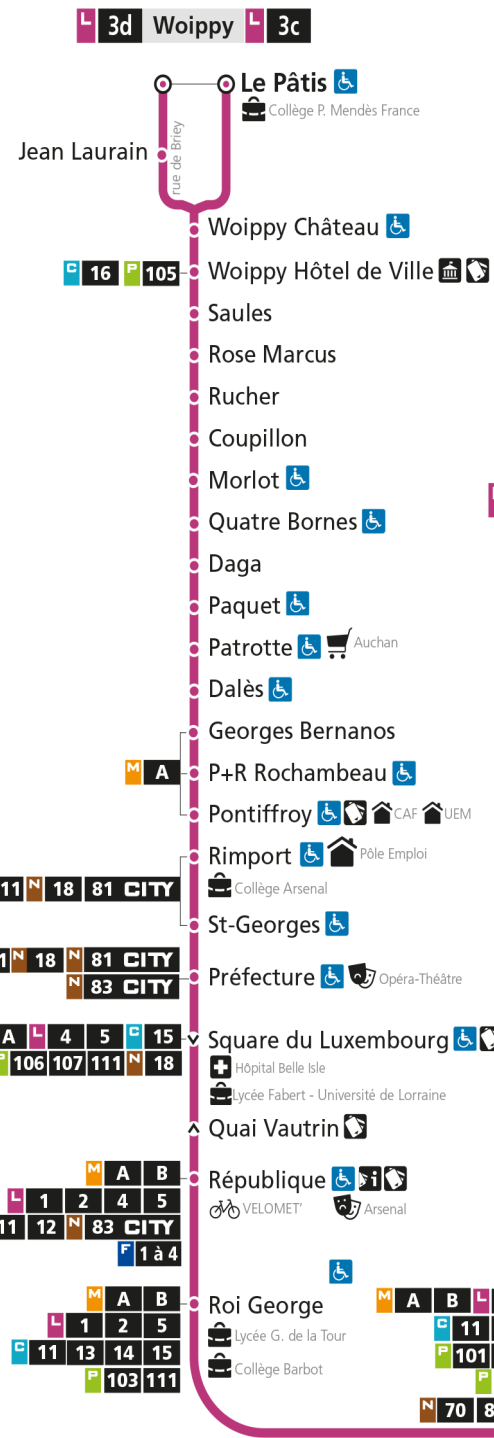 L 3d Woippy L 3c
Le Pâtis
Collège P. Mendès France
rue de Briey
Jean Laurain
Woippy Château
C 16 P 105 Woippy Hôtel de Ville
Saules
Rose Marcus
Rucher
Coupillon
Morlot
Quatre Bornes
Daga
Paquet
Patrotte Auchan
Dalès
Georges Bernanos
M A P+R Rochambeau
Pontiffroy CAF UEM
Rimport Pôle Emploi
11 N 18 81 CITY Collège Arsenal
St-Georges
1 N 18 N 81 CITY
Préfecture Opéra-Théâtre
N 83 CITY
A L 4 5 C 15 Square du Luxembourg
P 106 107 111 N 18 Hôpital Belle Isle
Lycée Fabert - Université de Lorraine
Quai Vautrin
M A B République i
L 1 2 4 5 VELOMET' Arsenal
11 12 N 83 CITY
F 1 à 4
M A B Roi George M A B L
L 1 2 5 Lycée G. de la Tour C 11
C 11 13 14 15 Collège Barbot P 101
P 103 111 P
N 70 8